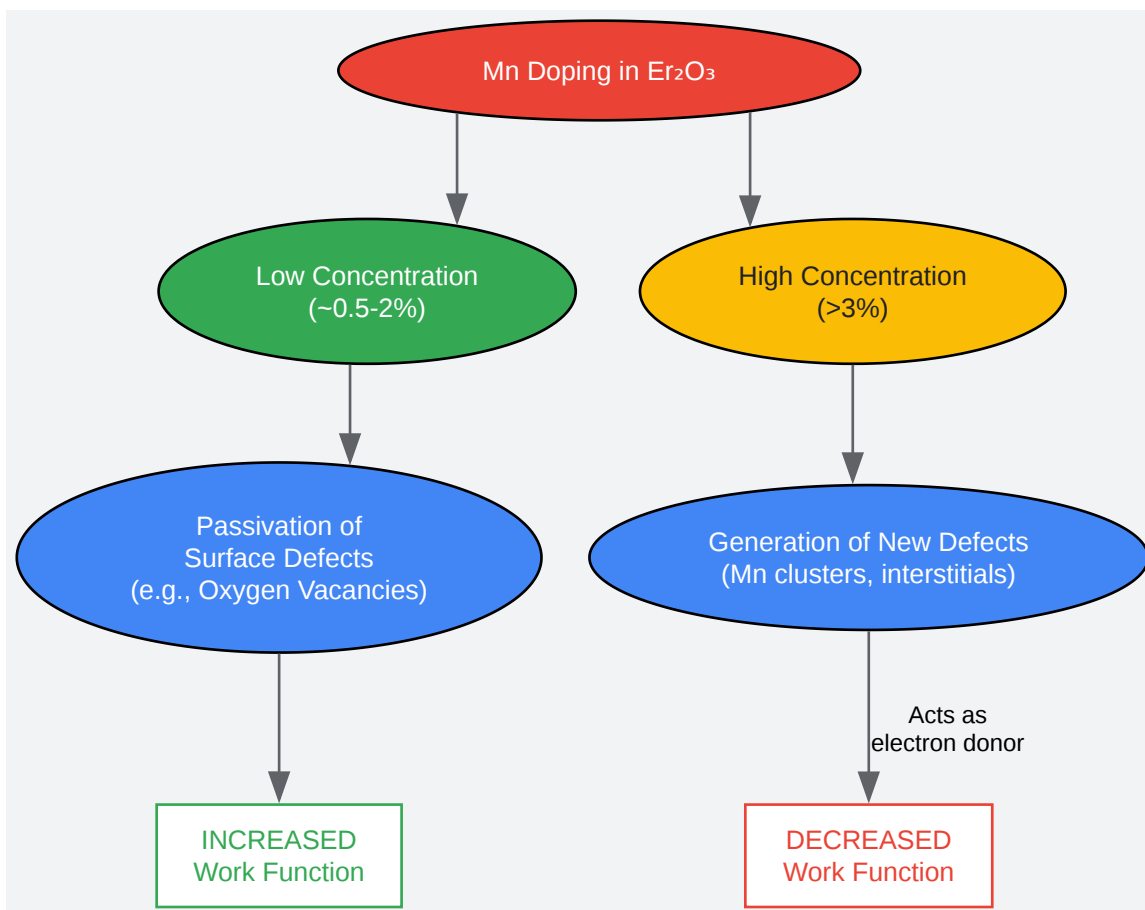 Mn Doping in Er₂O₃
Low Concentration
(~0.5-2%)
High Concentration
(>3%)
Passivation of
Surface Defects
(e.g., Oxygen Vacancies)
Generation of New Defects
(Mn clusters, interstitials)
Acts as
electron donor
INCREASED
Work Function
DECREASED
Work Function